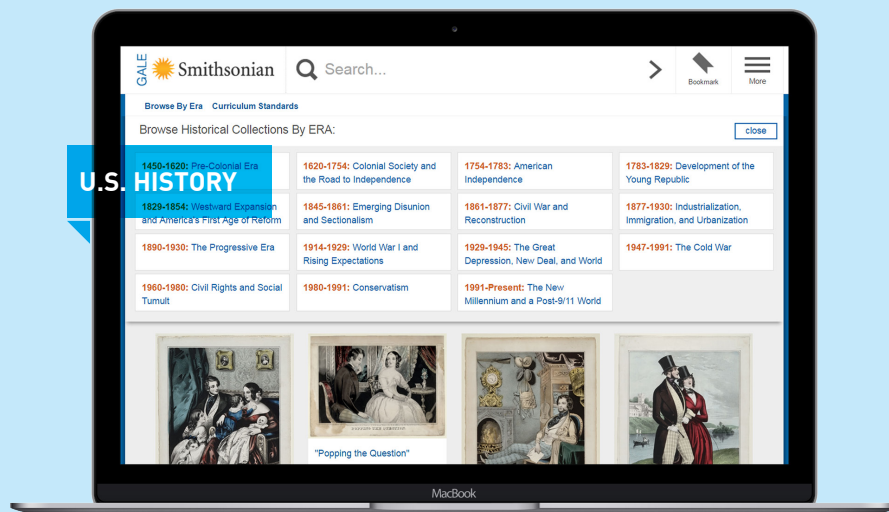 GALE
Smithsonian
Search...
Bookmark
More
Browse By Era Curriculum Standards
Browse Historical Collections By ERA:
close
1450-1620: Pre-Colonial Era
1620-1754: Colonial Society and
the Road to Independence
1754-1783: American
Independence
1783-1829: Development of the
Young Republic
U.S. HISTORY
1829-1854: Westward Expansion
and America's First Age of Reform
1845-1861: Emerging Disunion
and Sectionalism
1861-1877: Civil War and
Reconstruction
1877-1930: Industrialization,
Immigration, and Urbanization
1890-1930: The Progressive Era
1914-1929: World War I and
Rising Expectations
1929-1945: The Great
Depression, New Deal, and World
1947-1991: The Cold War
1960-1980: Civil Rights and Social
Tumult
1980-1991: Conservatism
1991-Present: The New
Millennium and a Post-9/11 World
"Popping the Question"
MacBook